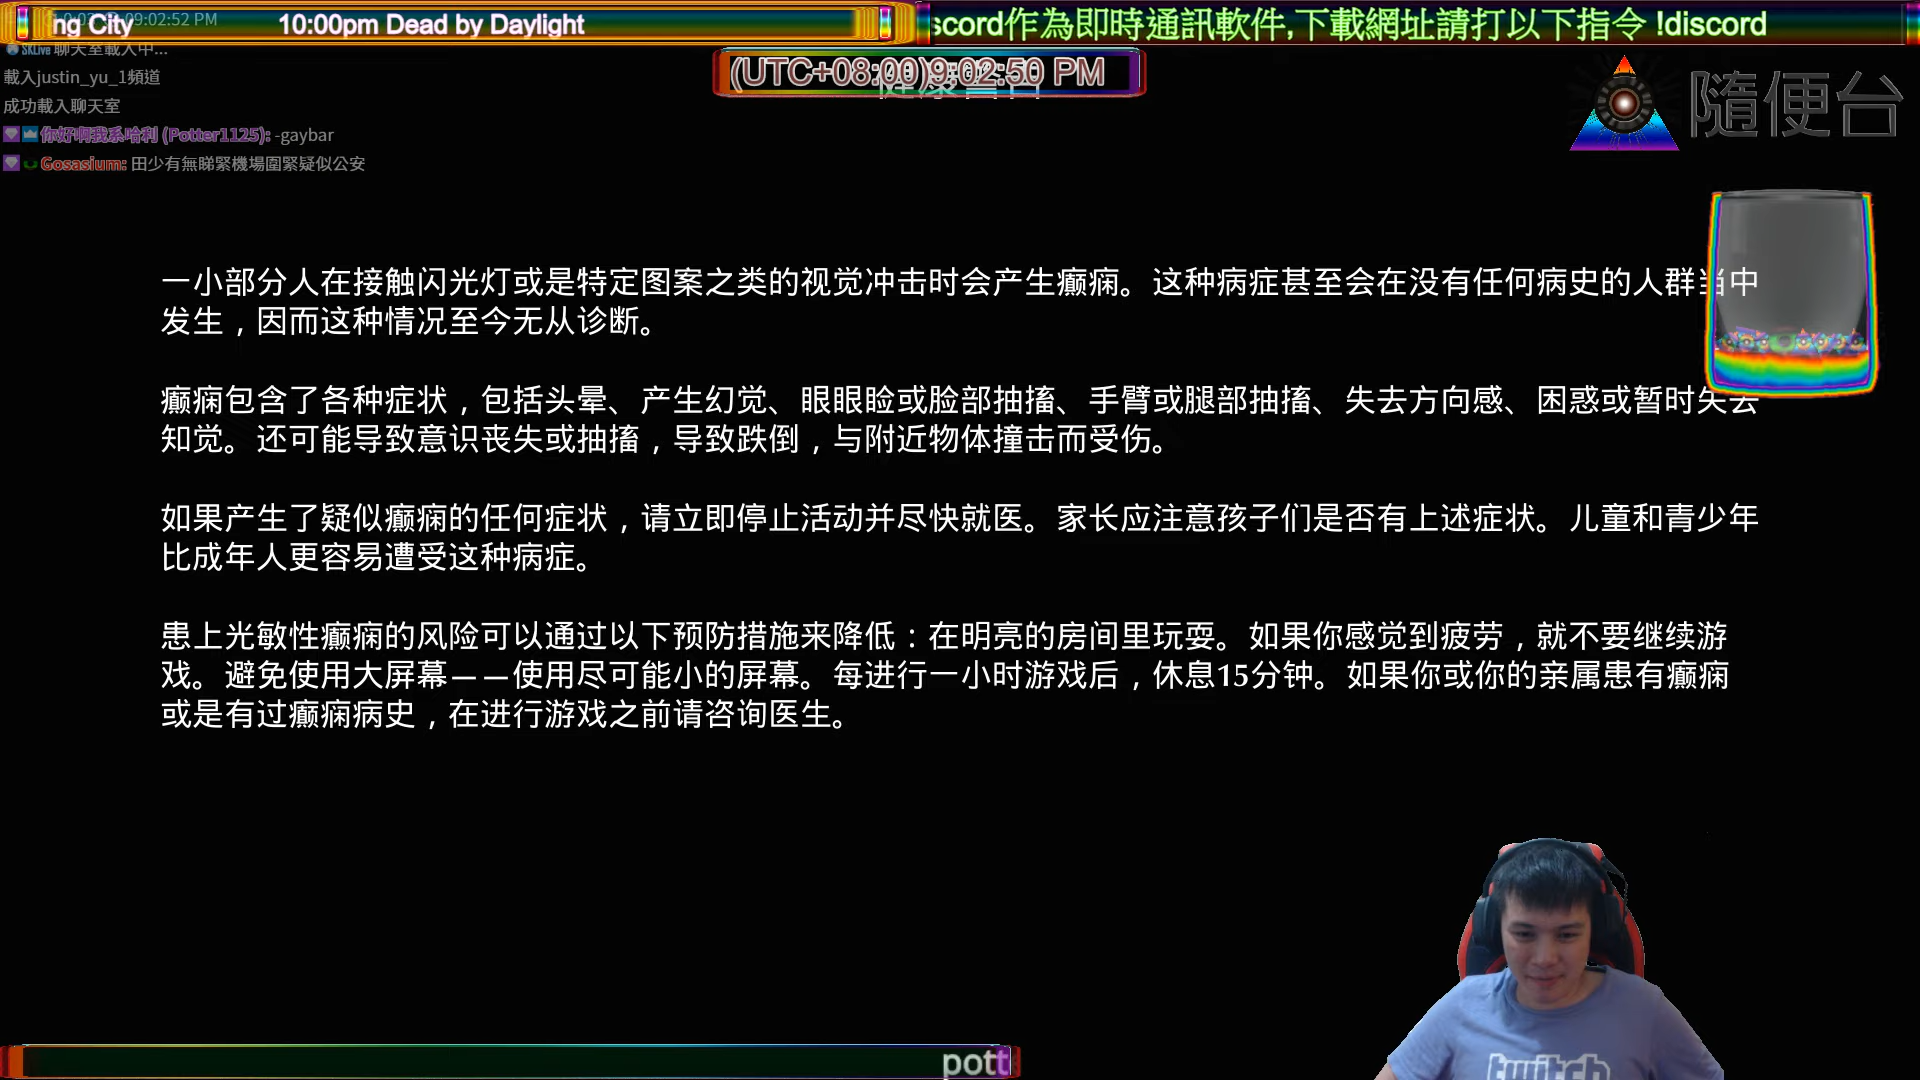 ng City 10:00pm Dead by Daylight
scord作為即時通訊軟件,下載網址請打以下指令 !discord
09:02:52 PM
SKLive 聊天室載入中...
(UTC+08:00)9:02:50 PM
健康警告
載入justin_yu_1頻道
成功載入聊天室
你好啊我系哈利 (Potter1125): -gaybar
Gosasium: 田少有無睇緊機場圍緊疑似公安
隨便台
一小部分人在接触闪光灯或是特定图案之类的视觉冲击时会产生癫痫。这种病症甚至会在没有任何病史的人群当中
发生，因而这种情况至今无从诊断。
癫痫包含了各种症状，包括头晕、产生幻觉、眼眼睑或脸部抽搐、手臂或腿部抽搐、失去方向感、困惑或暂时失去
知觉。还可能导致意识丧失或抽搐，导致跌倒，与附近物体撞击而受伤。
如果产生了疑似癫痫的任何症状，请立即停止活动并尽快就医。家长应注意孩子们是否有上述症状。儿童和青少年
比成年人更容易遭受这种病症。
患上光敏性癫痫的风险可以通过以下预防措施来降低：在明亮的房间里玩耍。如果你感觉到疲劳，就不要继续游
戏。避免使用大屏幕——使用尽可能小的屏幕。每进行一小时游戏后，休息15分钟。如果你或你的亲属患有癫痫
或是有过癫痫病史，在进行游戏之前请咨询医生。
twitch
pott